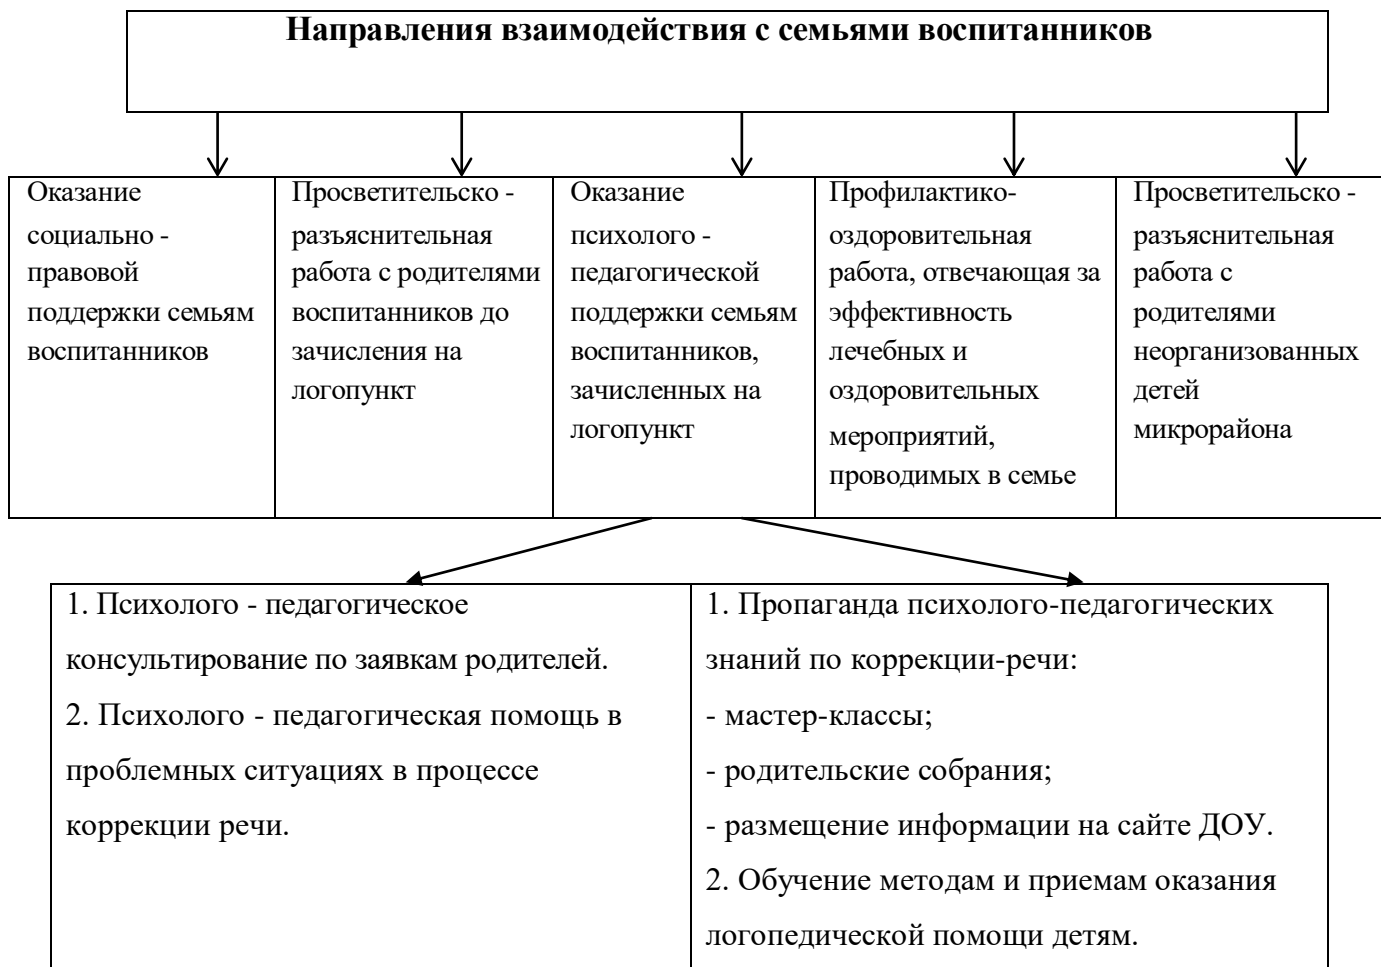 Направления взаимодействия с семьями воспитанников
Оказание
социально -
правовой
поддержки семьям
воспитанников
Просветительско -
разъяснительная
работа с родителями
воспитанников до
зачисления на
логопункт
Оказание
психолого -
педагогической
поддержки семьям
воспитанников,
зачисленных на
логопункт
Профилактико-
оздоровительная
работа, отвечающая за
эффективность
лечебных и
оздоровительных
мероприятий,
проводимых в семье
Просветительско -
разъяснительная
работа с
родителями
неорганизованных
детей
микрорайона
1. Психолого - педагогическое
консультирование по заявкам родителей.
2. Психолого - педагогическая помощь в
проблемных ситуациях в процессе
коррекции речи.
1. Пропаганда психолого-педагогических
знаний по коррекции-речи:
- мастер-классы;
- родительские собрания;
- размещение информации на сайте ДОУ.
2. Обучение методам и приемам оказания
логопедической помощи детям.